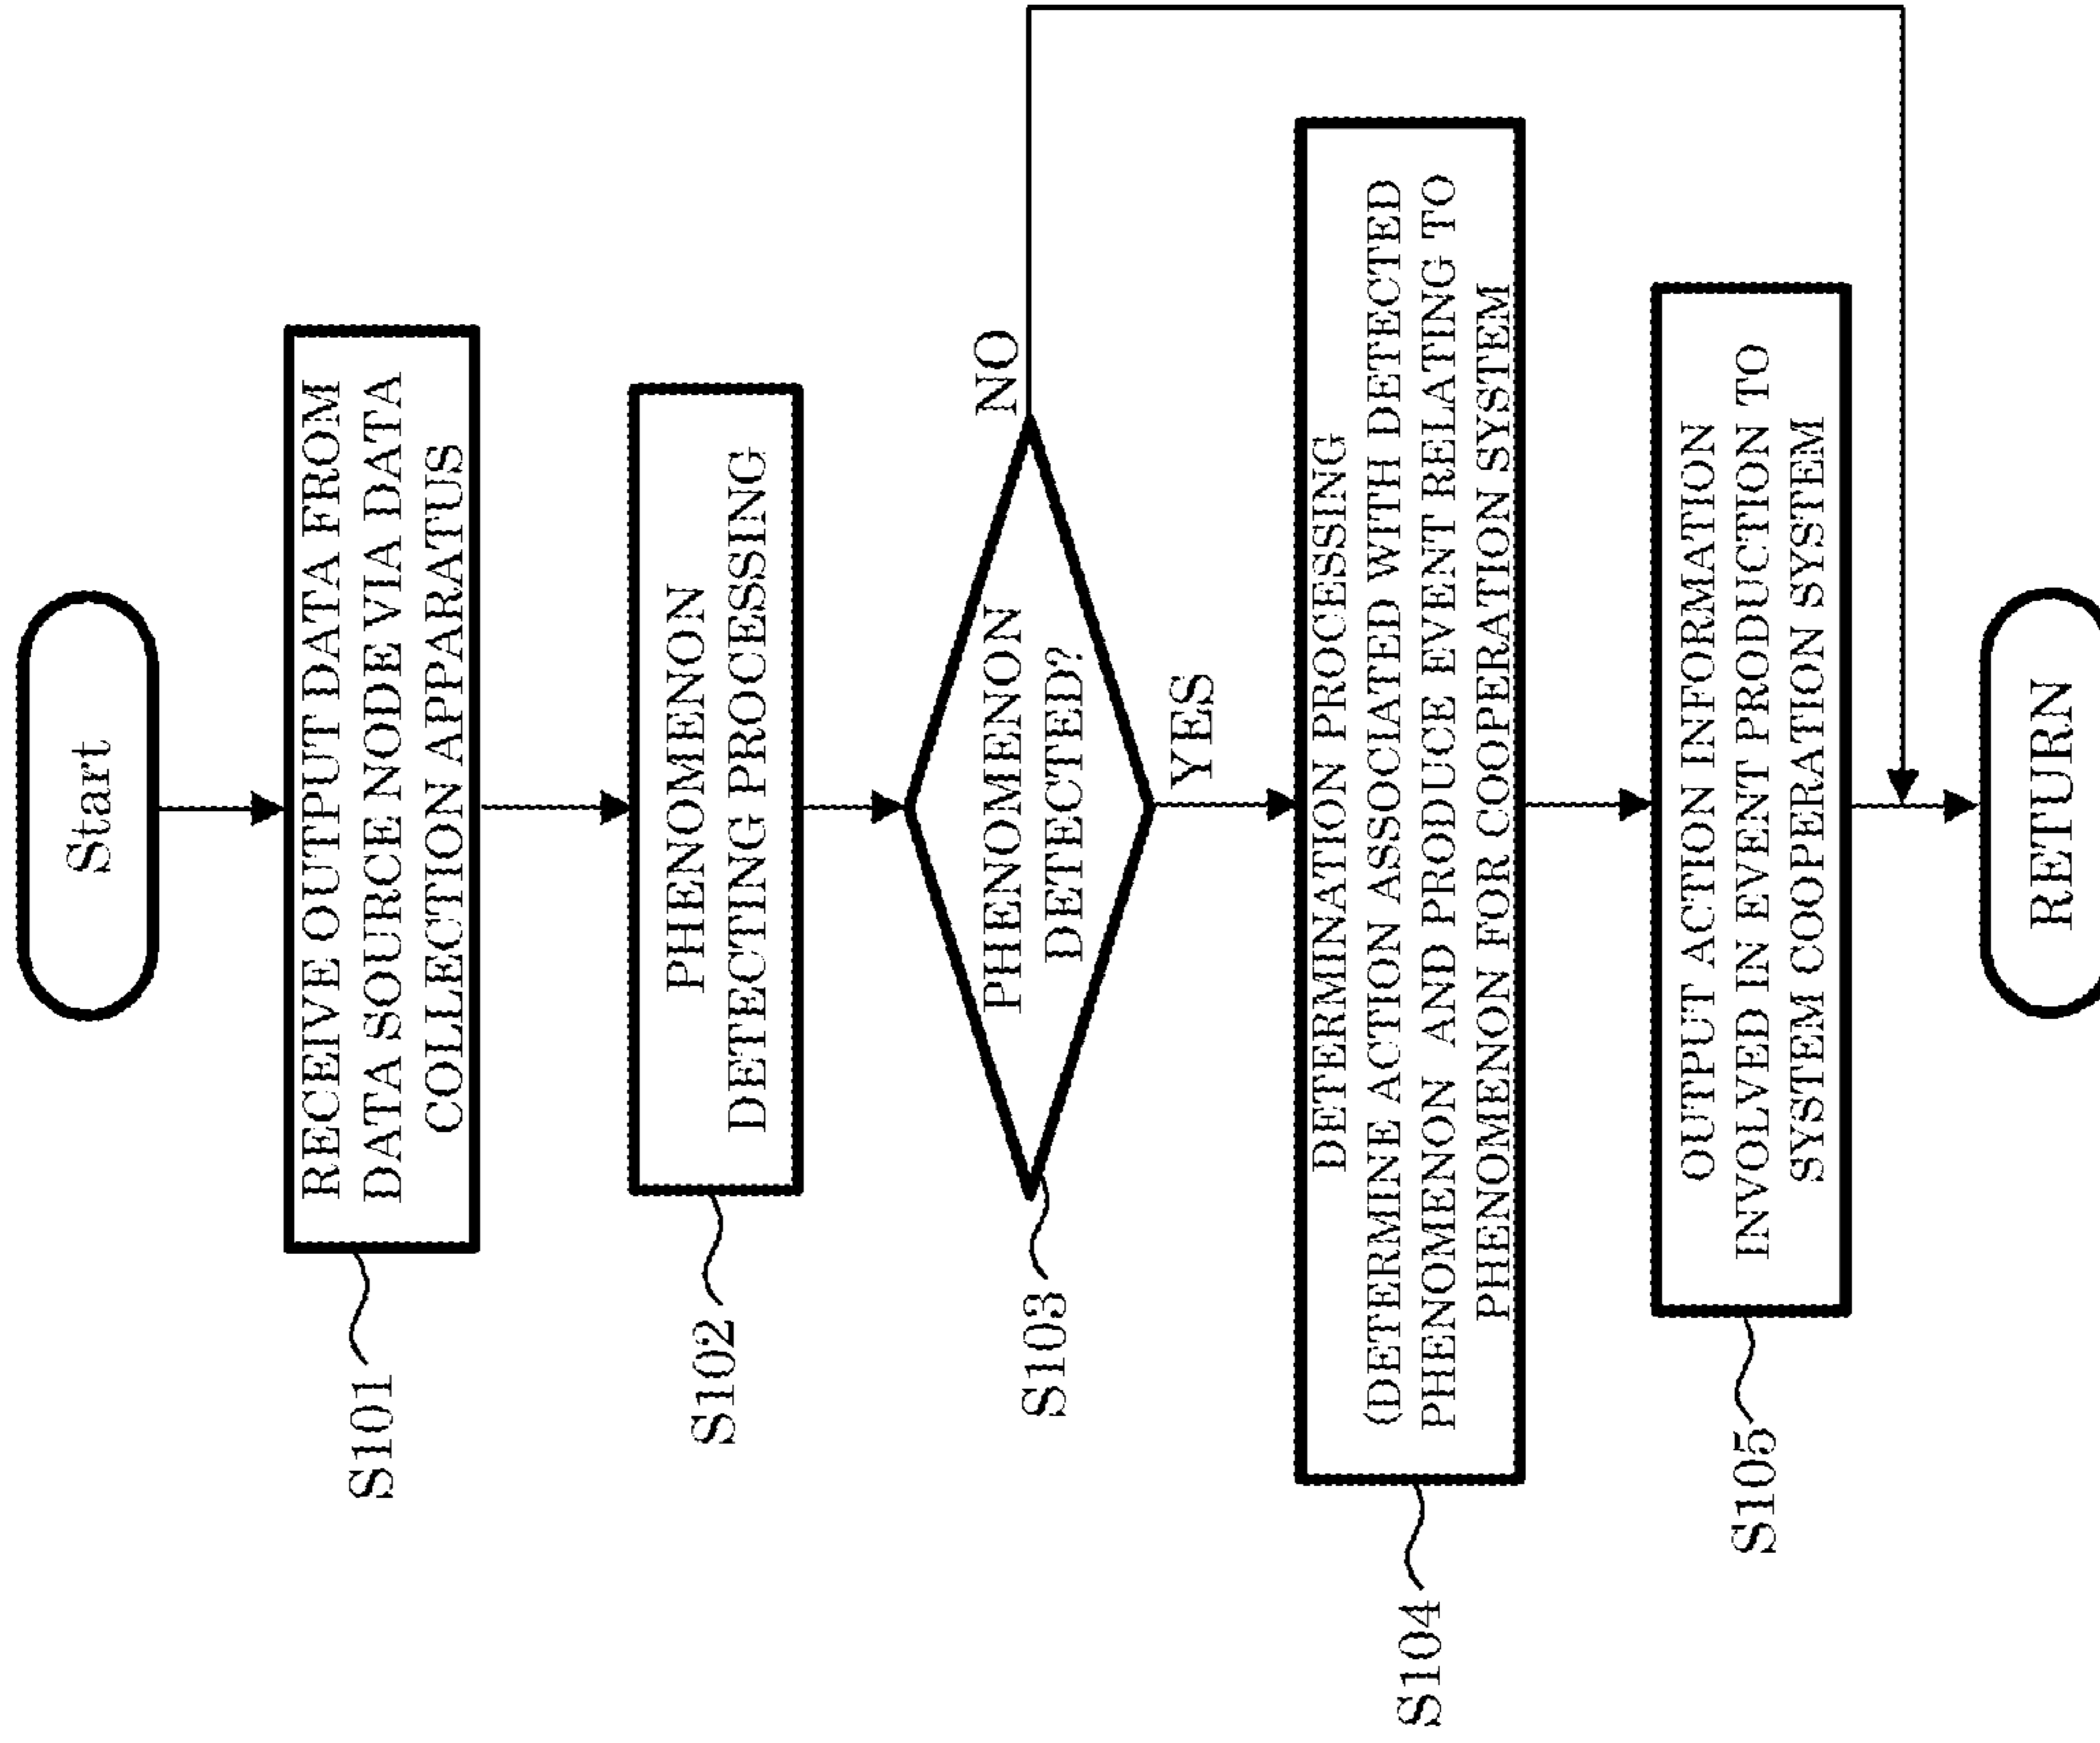 Start
S101
RECEIVE OUTPUT DATA FROM
DATA SOURCE NODE VIA DATA
COLLECTION APPARATUS
S102
PHENOMENON
DETECTING PROCESSING
S103
PHENOMENON
DETECTED?
NO
YES
S104
DETERMINATION PROCESSING
(DETERMINE ACTION ASSOCIATED WITH DETECTED
PHENOMENON AND PRODUCE EVENT RELATING TO
PHENOMENON FOR COOPERATION SYSTEM
S105
OUTPUT ACTION INFORMATION
INVOLVED IN EVENT PRODUCTION TO
SYSTEM COOPERATION SYSTEM
RETURN